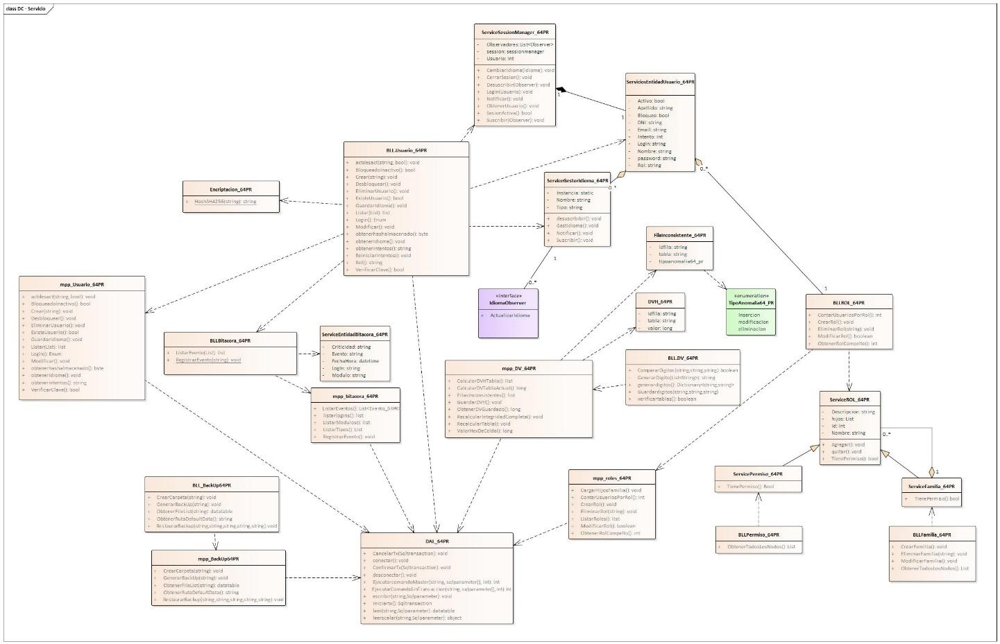 class DC - Servicio
ServiceSessionManager_64PR
- Observadores:List<Observer>
- session: sessionmanager
- Usuario: int
+ CambiarIdioma(Idioma): void
+ CerrarSesion(): void
+ Desuscribir(Observer): void
+ Login(Usuario): void
+ Notificar(): void
+ ObtenerUsuario(): void
+ SesionActiva(): bool
+ Suscribir(Observer): void
1
1
ServiciosEntidadUsuario_64PR
- Activo: bool
- Apellido: string
- Bloqueo: bool
- DNI: string
- Email: string
- Intento: int
- Login: string
- Nombre: string
- password: string
- Rol: string
0..*
0..*
BLL.Usuario_64PR
+ actdesact(string, bool): void
+ BloqueadoInactivo(): bool
+ Crear(string): void
+ Desbloquear(): void
+ EliminarUsuario(): void
+ ExisteUsuario(): bool
+ GuardarIdioma(): void
+ Listar(List): list
+ Login(): Enum
+ Modificar(): void
+ obtenerhashalmacenado(): byte
+ obtenerIdioma(): void
+ obtenerintentos(): string
+ ReiniciarIntentos(): void
+ Rol(): string
+ VerificarClave(): bool
Encriptacion_64PR
+ HashSHA256(string): string
ServiceGestorIdioma_64PR
- Instancia: static
- Nombre: string
- Tipo: string
+ desuscrbibir(): void
+ Gestidioma(): void
+ Notificar(): void
+ Suscribir(): void
1
0..*
«interface»
IdiomaObserver
+ ActualizarIdioma
FilaInconsistente_64PR
- Idfila: string
- tabla: string
- tipoanomalia64_pr
«enumeration»
TipoAnomalia64_PR
Insercion
modificacion
eliminacion
DVH_64PR
- idfila: string
- tabla: string
- valor: long
1
BLLROL_64PR
+ ContarUsuariosPorRol(): int
+ CrearRol(): void
+ EliminarRol(string): void
+ ModificarRol(): boolean
+ ObtenerRolCompelto(): int
mpp_Usuario_64PR
+ actdesact(string, bool): void
+ BloqueadoInactivo(): bool
+ Crear(string): void
+ Desbloquear(): void
+ EliminarUsuario(): void
+ ExisteUsuario(): bool
+ GuardarIdioma(): void
+ Listar(List): list
+ Login(): Enum
+ Modificar(): void
+ obtenerhashalmacenado(): byte
+ obtenerIdioma(): void
+ obtenerintentos(): string
+ VerificarClave(): bool
BLLBitacora_64PR
+ ListarEvento(List): list
+ RegistrarEvento(string): void
ServiceEntidadBitacora_64PR
- Criticidad: string
- Evento: string
- FechaHora: datetime
- Login: string
- Modulo: string
mpp_bitacora_64PR
+ ListarEventos(): List<Evento_64PR>
+ listarlogins(): list
+ ListarModulos(): list
+ ListarTipos(): List
+ RegistrarEvento(): void
mpp_DV_64PR
+ CalcularDVHTabla(): list
+ CalcularDVTablaActual(): long
+ FilasInconsistentes(): list
+ GuardarDVH(): void
+ ObtenerDVGuardado(): long
+ RecalcularIntegridadCompleta(): void
+ RecalcularTabla(): void
+ ValorHexDeCelda(): long
BLL.DV_64PR
+ CompararDigitos(string,string,string): boolean
- GenerarDigito(List<String>): string
+ generardigitos(): Dictionary<string,string>
+ Guardardigitos(string,string,string)
+ verificartablas(): boolean
ServiceROL_64PR
- Descripcion: string
- hijos: List
- Id: int
- Nombre: string
+ Agregar(): void
+ quitar(): void
+ TienePermiso(): bool
0..*
1
ServicePermiso_64PR
+ TienePermiso(): Bool
ServiceFamilia_64PR
+ TienePermiso():bool
BLLPermiso_64PR
+ ObtenerTodosLosNodos(): List
BLLFamilia_64PR
+ CrearFamilia(): void
+ EliminarFamilia(string): void
+ ModificarFamilia(): void
+ ObtenerTodosLosNodos(): List
mpp_roles_64PR
+ CargarHijosFamilia(): void
+ ContarUsuariosPorRol(): int
+ CrearRol(): void
+ EliminarRol(string): void
+ ListarRoles(): list
+ ModificarRol(): boolean
+ ObtenerRolCompelto(): int
BLL_BackUp64PR
+ CrearCarpeta(string): void
+ GenerarBackUp(string): void
+ ObtenerFileList(string): datatable
+ ObtenerRutaDefaultData(): string
+ RestaurarBackup(string,string,string,string,string): void
mpp_BackUp64PR
+ CrearCarpeta(string): void
+ GenerarBackUp(string): void
+ ObtenerFileList(string): datatable
+ ObtenerRutaDefaultData(): string
+ RestaurarBackup(string,string,string,string,string): void
DAL_64PR
+ CancelarTx(Sqltransaction): void
+ conectar(): void
+ ConfirmarTx(Sqltransaction): void
+ desconectar(): void
+ EjecutarcomandoMaster(string, sqlparameter[], int): int
+ EjecutarComandoSinTransaccion(string,sqlparameter[],int) int
+ escribir(string,Sqlparameter): void
+ Iniciartx(): Sqltransaction
+ leer(string,Sqlparameter): datatable
+ leerscalar(string,Sqlparameter): object